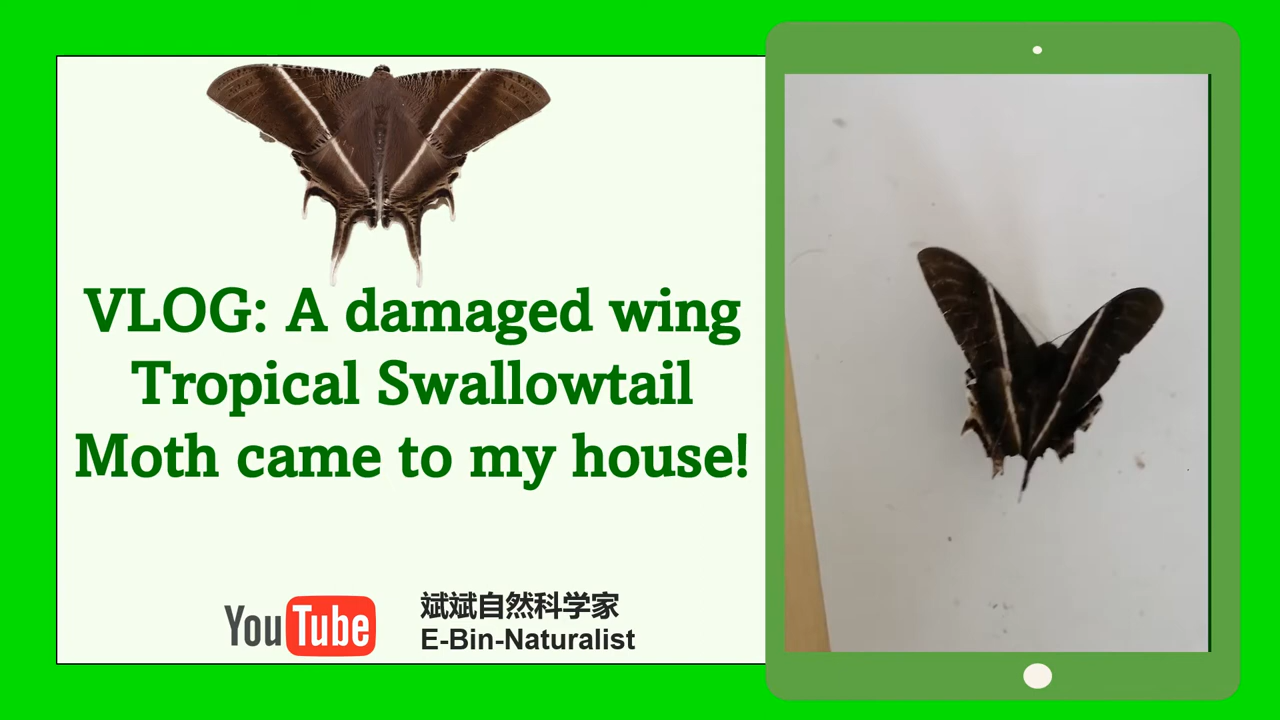 VLOG: A damaged wing
Tropical Swallowtail
Moth came to my house!
YouTube
斌斌自然科学家
E-Bin-Naturalist